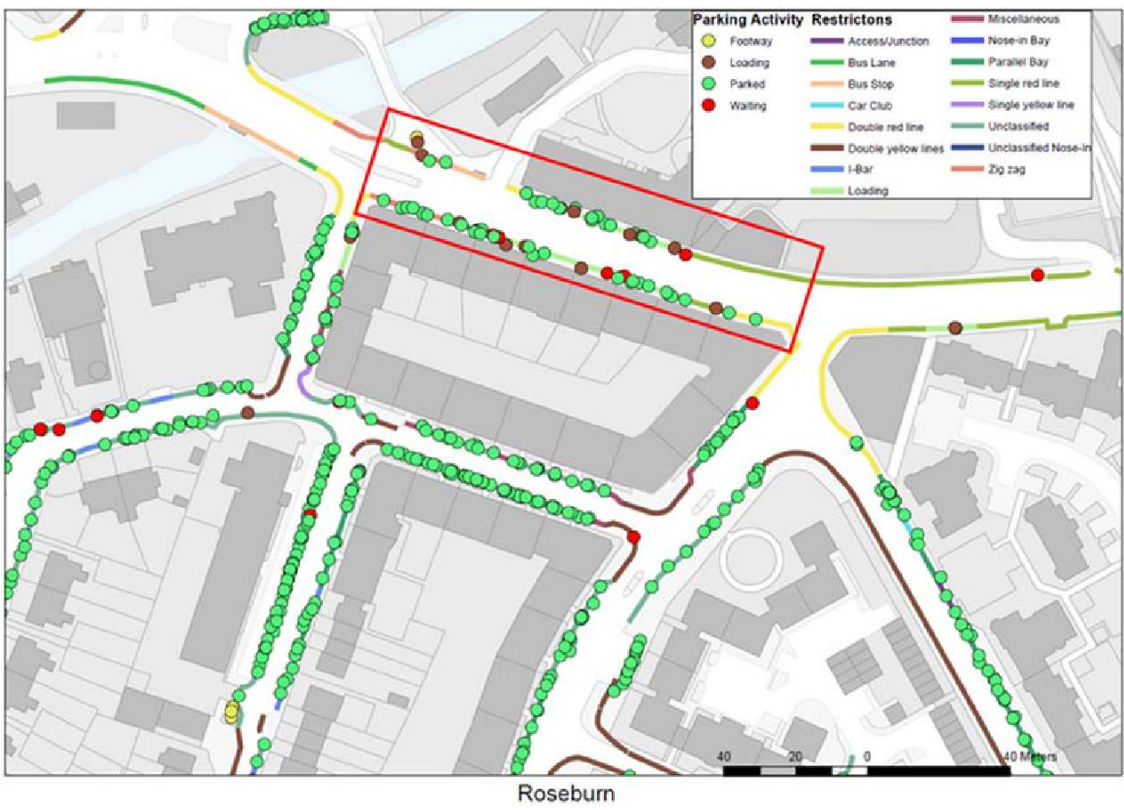 Parking Activity Restrictons
Footway
Loading
Parked
Waiting
Access/Junction
Bus Lane
Bus Stop
Car Club
Double red line
Double yellow lines
I-Bar
Loading
Miscellaneous
Nose-in Bay
Parallel Bay
Single red line
Single yellow line
Unclassified
Unclassified Nose-in
Zig zag
40 20 0 40 Meters
Roseburn